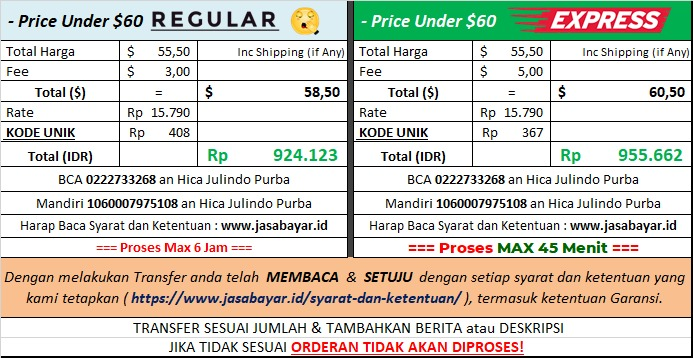 - Price Under $60 REGULAR
Total Harga $ 55,50 Inc Shipping (if Any)
Fee $ 3,00
Total ($) = $ 58,50
Rate Rp 15.790
KODE UNIK Rp 408
Total (IDR) Rp 924.123
BCA 0222733268 an Hica Julindo Purba
Mandiri 1060007975108 an Hica Julindo Purba
Harap Baca Syarat dan Ketentuan : www.jasabayar.id
=== Proses Max 6 Jam ===
- Price Under $60 EXPRESS
Total Harga $ 55,50 Inc Shipping (if Any)
Fee $ 5,00
Total ($) = $ 60,50
Rate Rp 15.790
KODE UNIK Rp 367
Total (IDR) Rp 955.662
BCA 0222733268 an Hica Julindo Purba
Mandiri 1060007975108 an Hica Julindo Purba
Harap Baca Syarat dan Ketentuan : www.jasabayar.id
=== Proses MAX 45 Menit ===
Dengan melakukan Transfer anda telah MEMBACA & SETUJU dengan setiap syarat dan ketentuan yang
kami tetapkan ( https://www.jasabayar.id/syarat-dan-ketentuan/ ), termasuk ketentuan Garansi.
TRANSFER SESUAI JUMLAH & TAMBAHKAN BERITA atau DESKRIPSI
JIKA TIDAK SESUAI ORDERAN TIDAK AKAN DIPROSES!